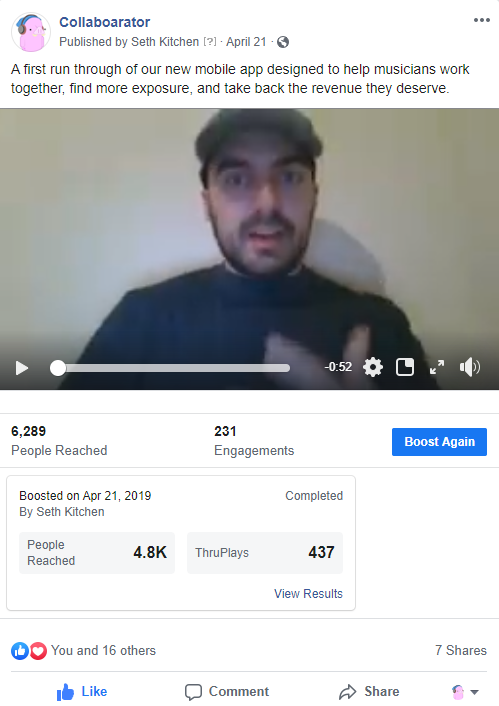 Collaboarator
Published by Seth Kitchen [?] · April 21 ·
A first run through of our new mobile app designed to help musicians work
together, find more exposure, and take back the revenue they deserve.
-0:52
6,289
People Reached
231
Engagements
Boost Again
Boosted on Apr 21, 2019
Completed
By Seth Kitchen
People
Reached
4.8K
ThruPlays
437
View Results
You and 16 others
7 Shares
Like
Comment
Share